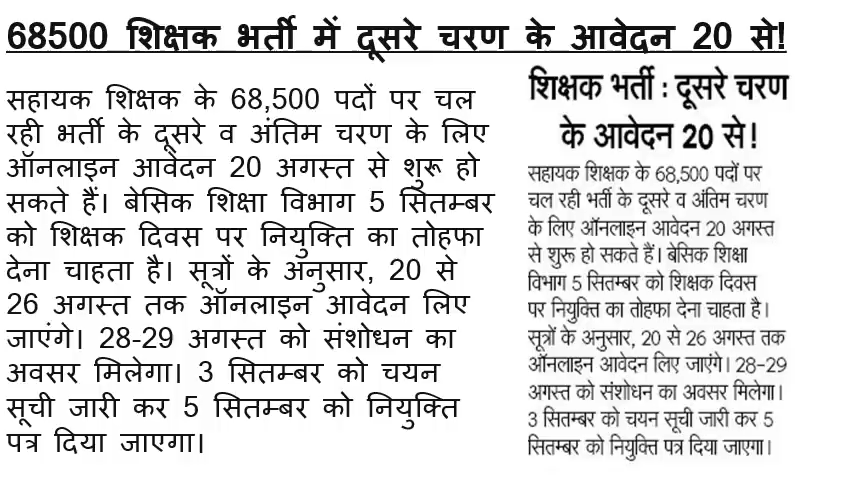 68500 शिक्षक भर्ती में दूसरे चरण के आवेदन 20 से!
सहायक शिक्षक के 68,500 पदों पर चल
रही भर्ती के दूसरे व अंतिम चरण के लिए
ऑनलाइन आवेदन 20 अगस्त से शुरू हो
सकते हैं। बेसिक शिक्षा विभाग 5 सितम्बर
को शिक्षक दिवस पर नियुक्ति का तोहफा
देना चाहता है। सूत्रों के अनुसार, 20 से
26 अगस्त तक ऑनलाइन आवेदन लिए
जाएंगे। 28-29 अगस्त को संशोधन का
अवसर मिलेगा। 3 सितम्बर को चयन
सूची जारी कर 5 सितम्बर को नियुक्ति
पत्र दिया जाएगा।
शिक्षक भर्ती : दूसरे चरण
के आवेदन 20 से!
सहायक शिक्षक के 68,500 पदों पर
चल रही भर्ती के दूसरे व अंतिम चरण
के लिए ऑनलाइन आवेदन 20 अगस्त
से शुरू हो सकते हैं। बेसिक शिक्षा
विभाग 5 सितम्बर को शिक्षक दिवस
पर नियुक्ति का तोहफा देना चाहता है।
सूत्रों के अनुसार, 20 से 26 अगस्त तक
ऑनलाइन आवेदन लिए जाएंगे। 28-29
अगस्त को संशोधन का अवसर मिलेगा।
3 सितम्बर को चयन सूची जारी कर 5
सितम्बर को नियुक्ति पत्र दिया जाएगा।